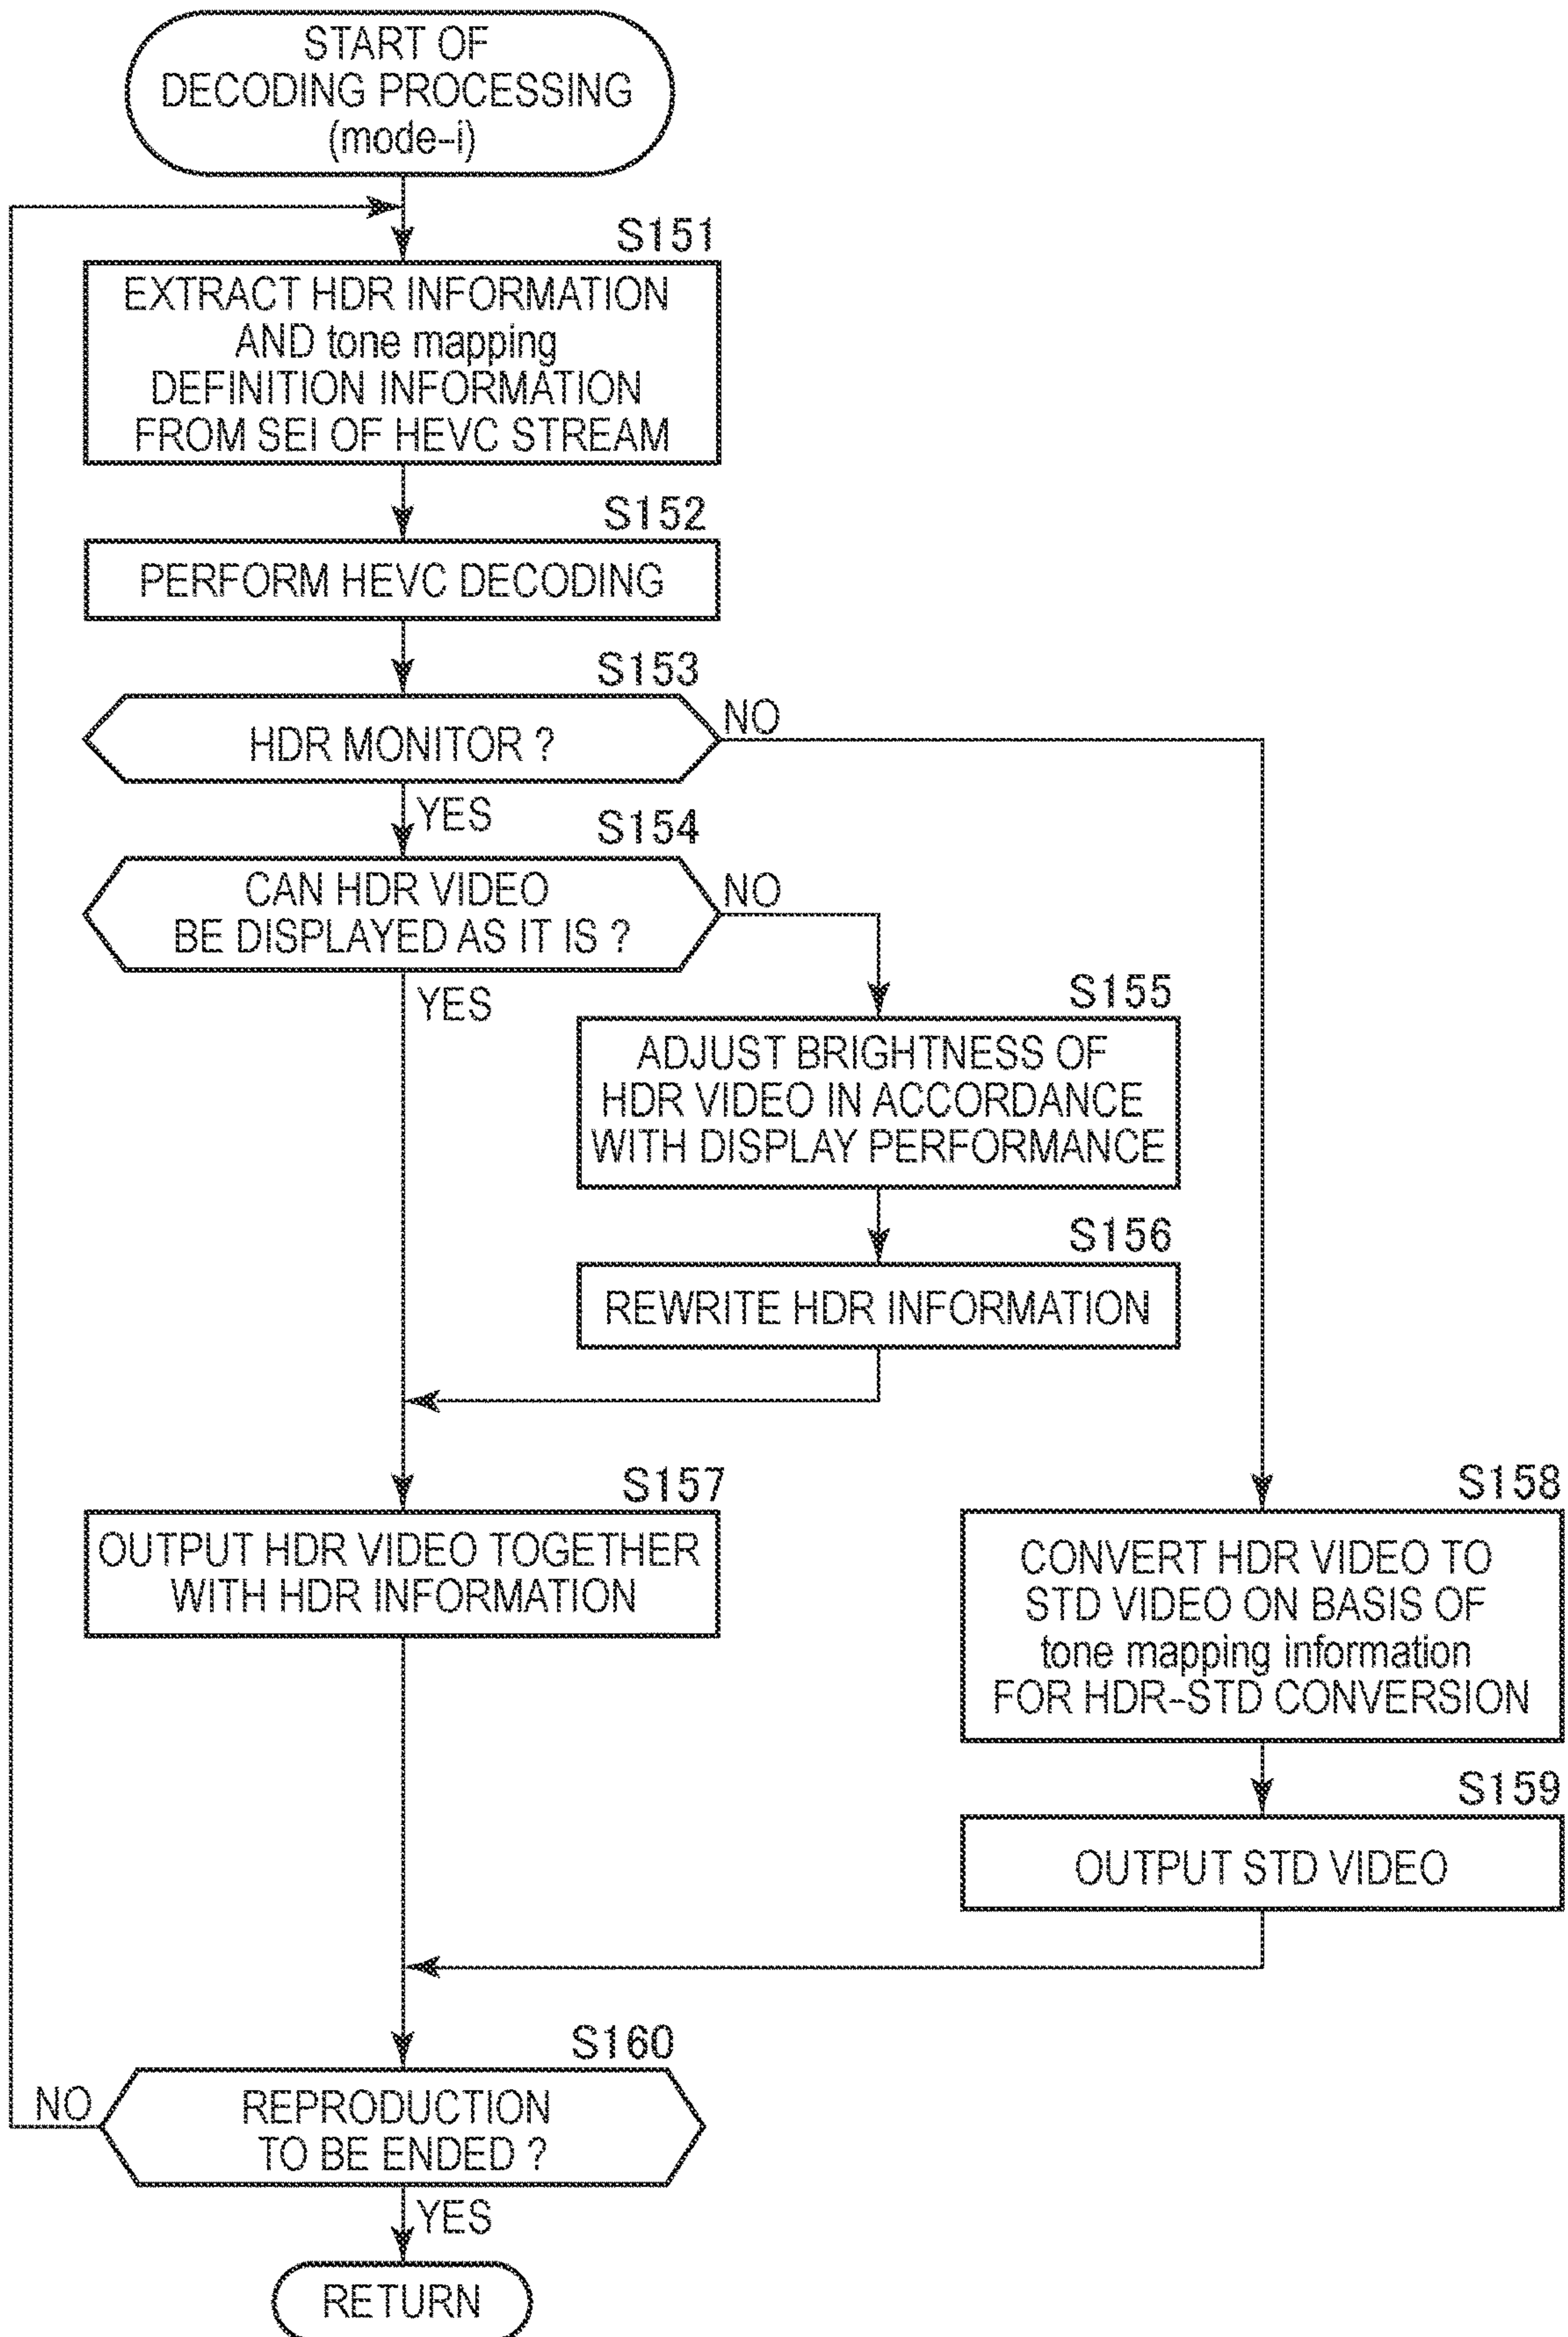 START OF
DECODING PROCESSING
(mode-i)
S151
EXTRACT HDR INFORMATION
AND tone mapping
DEFINITION INFORMATION
FROM SEI OF HEVC STREAM
S152
PERFORM HEVC DECODING
S153
HDR MONITOR ?
NO
YES
S154
CAN HDR VIDEO
BE DISPLAYED AS IT IS ?
NO
YES
S155
ADJUST BRIGHTNESS OF
HDR VIDEO IN ACCORDANCE
WITH DISPLAY PERFORMANCE
S156
REWRITE HDR INFORMATION
S157
OUTPUT HDR VIDEO TOGETHER
WITH HDR INFORMATION
S158
CONVERT HDR VIDEO TO
STD VIDEO ON BASIS OF
tone mapping information
FOR HDR-STD CONVERSION
S159
OUTPUT STD VIDEO
S160
REPRODUCTION
TO BE ENDED ?
NO
YES
RETURN